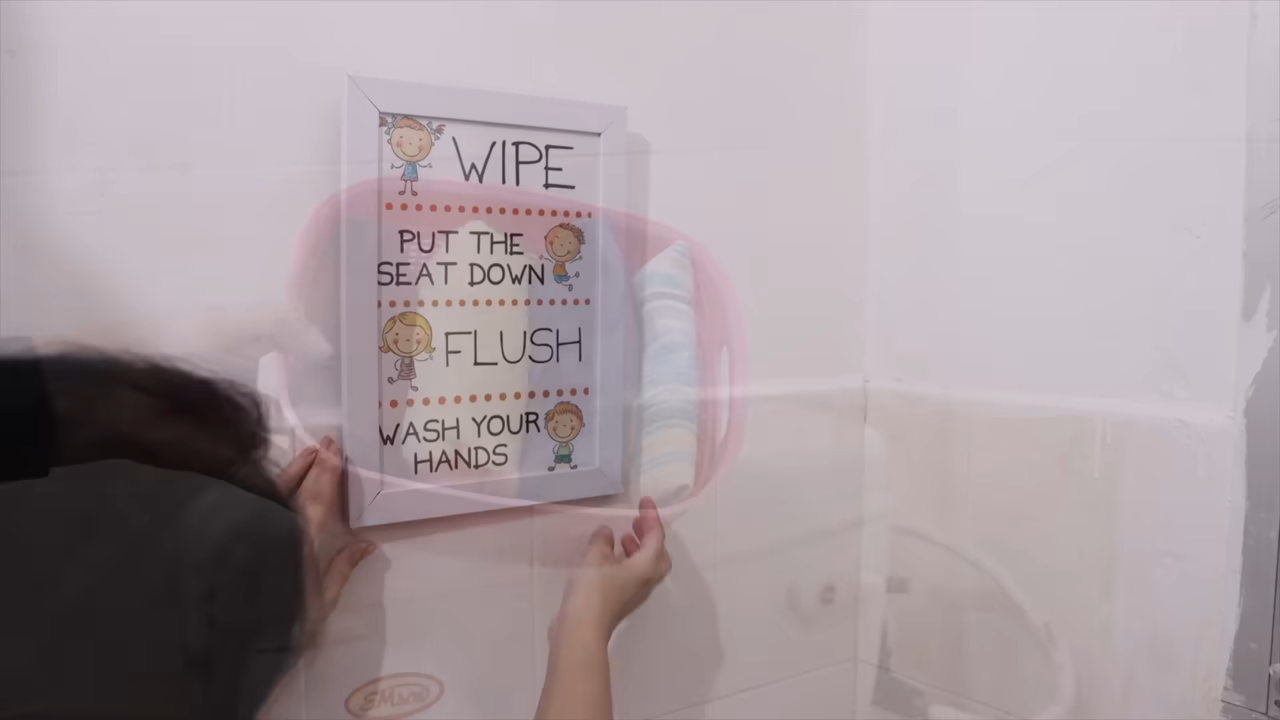 WIPE
PUT THE
SEAT DOWN
FLUSH
WASH YOUR
HANDS